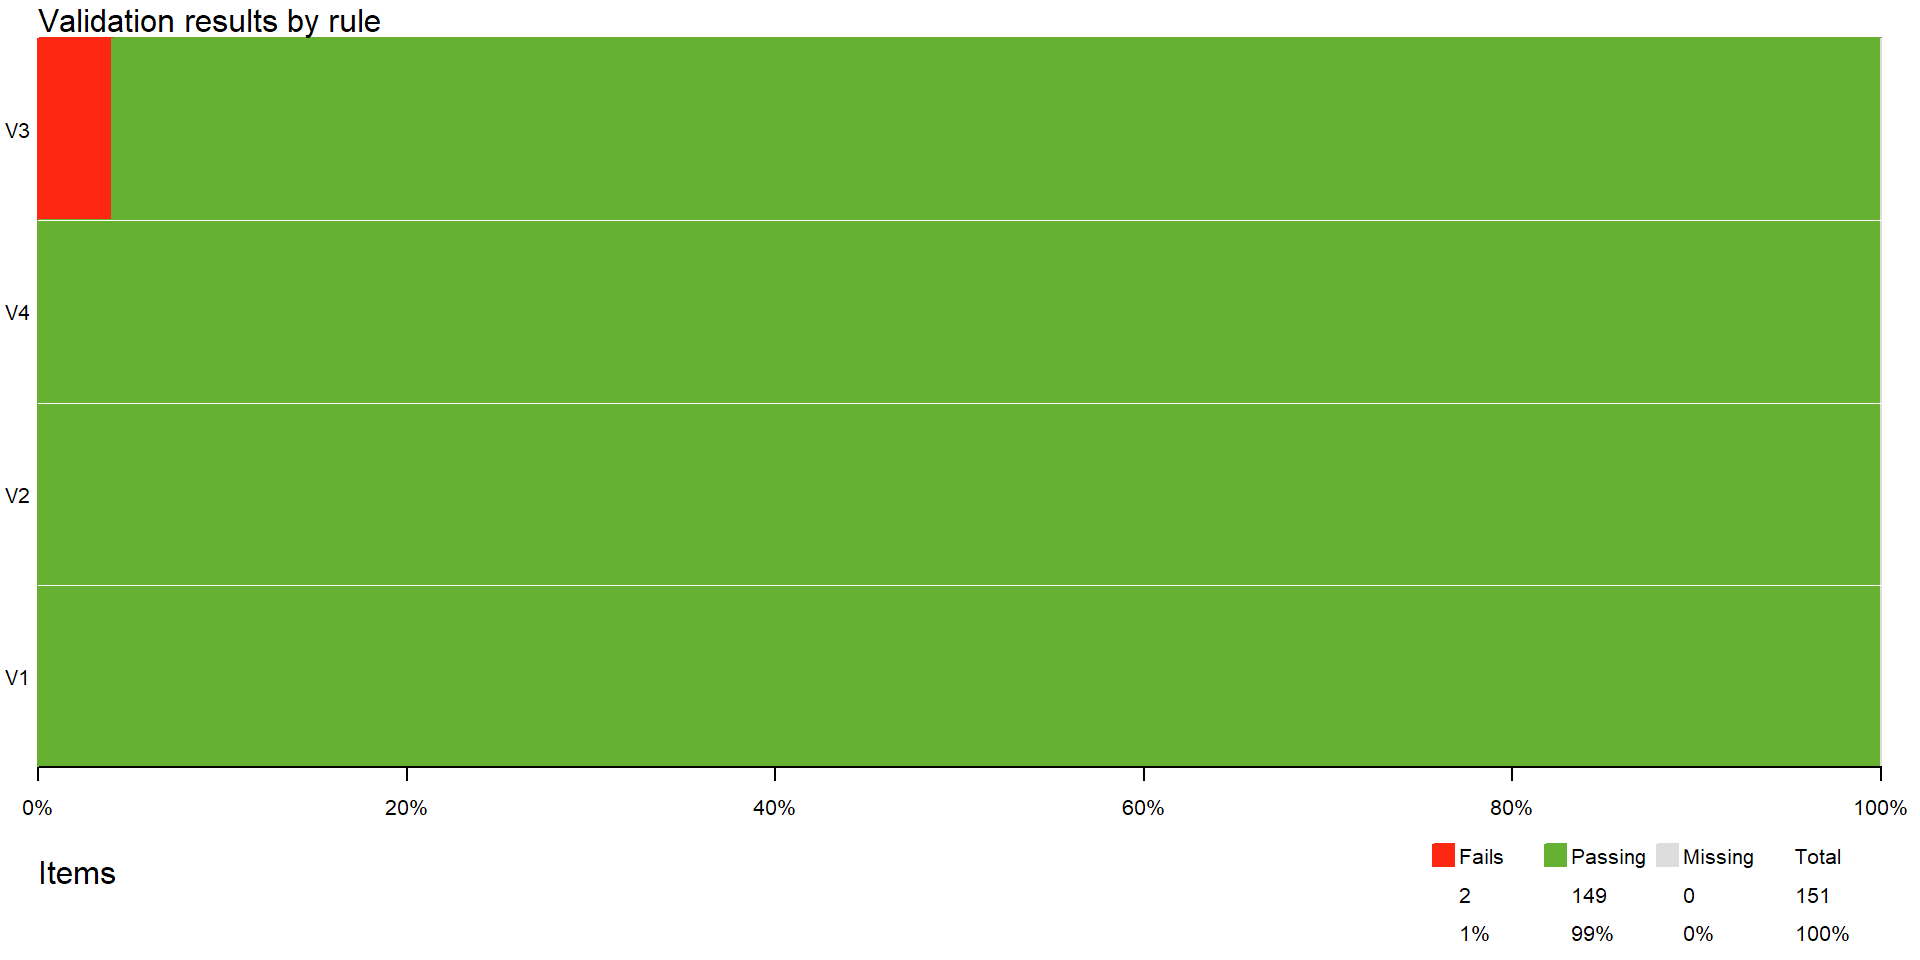 Validation results by rule
V3
V4
V2
V1
0% 20% 40% 60% 80% 100%
Items
Fails Passing Missing Total
2 149 0 151
1% 99% 0% 100%